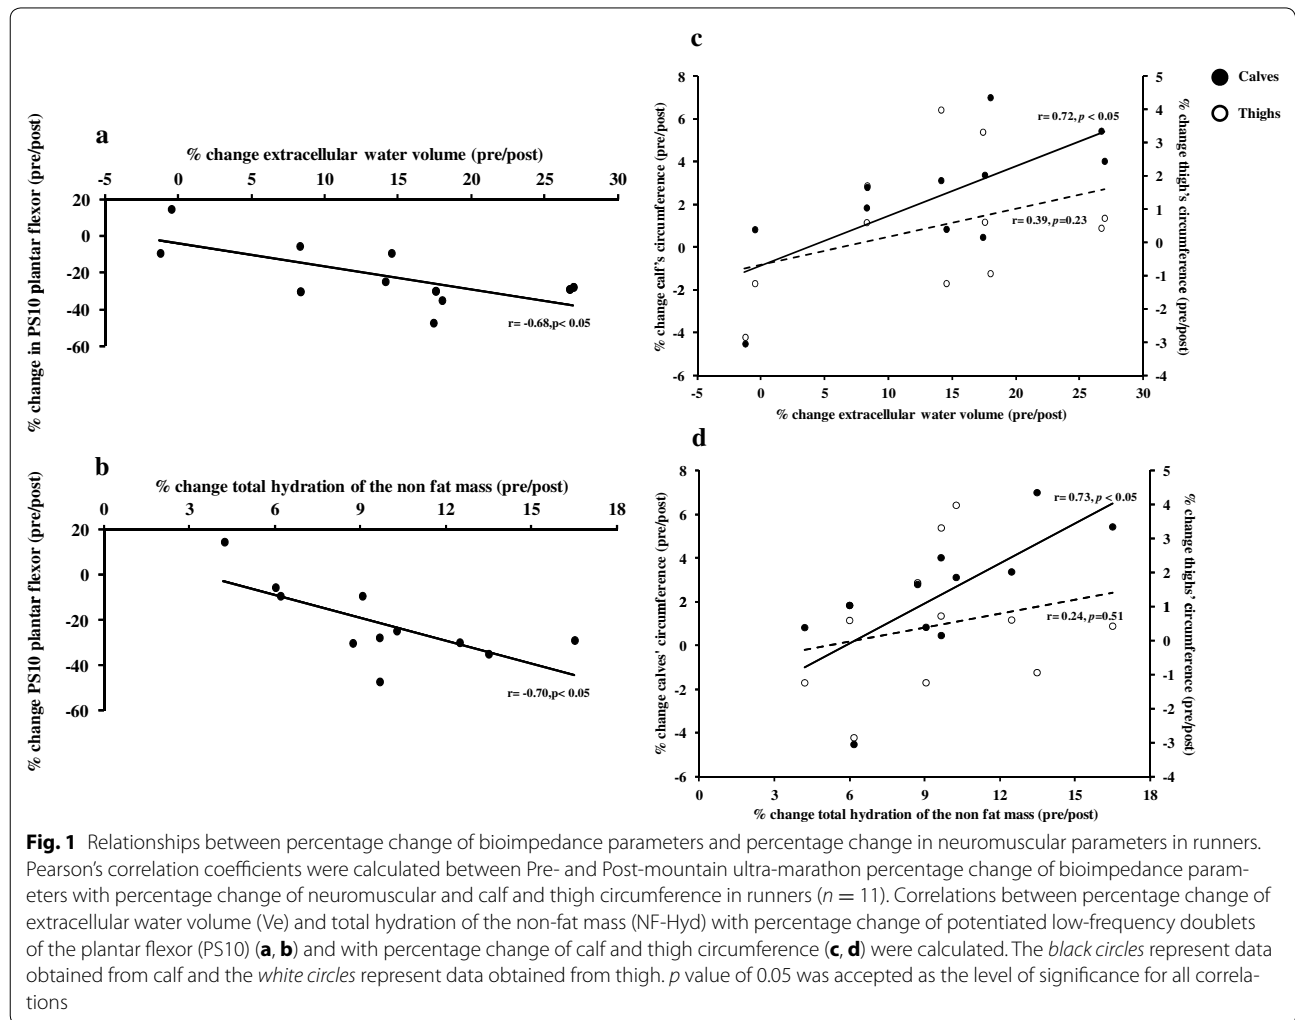 a
% change extracellular water volume (pre/post)
-5 0 5 10 15 20 25 30
% change in PS10 plantar flexor (pre/post)
20
0
-20
-40
-60
r= -0.68,p< 0.05
b
% change total hydration of the non fat mass (pre/post)
0 3 6 9 12 15 18
% change PS10 plantar flexor (pre/post)
20
0
-20
-40
-60
r= -0.70,p< 0.05
c
% change calf's circumference (pre/post)
8
6
4
2
0
-2
-4
-6
r= 0.72, p < 0.05
r= 0.39, p=0.23
5
4
3
2
1
0
-1
-2
-3
-4
% change thigh's circumference (pre/post)
-5 0 5 10 15 20 25 30
% change extracellular water volume (pre/post)
Calves
Thighs
d
% change calves' circumference (pre/post)
8
6
4
2
0
-2
-4
-6
r= 0.73, p < 0.05
r= 0.24, p=0.51
5
4
3
2
1
0
-1
-2
-3
-4
% change thighs' circumference (pre/post)
0 3 6 9 12 15 18
% change total hydration of the non fat mass (pre/post)
Fig. 1 Relationships between percentage change of bioimpedance parameters and percentage change in neuromuscular parameters in runners.
Pearson's correlation coefficients were calculated between Pre- and Post-mountain ultra-marathon percentage change of bioimpedance param-
eters with percentage change of neuromuscular and calf and thigh circumference in runners (n = 11). Correlations between percentage change of
extracellular water volume (Ve) and total hydration of the non-fat mass (NF-Hyd) with percentage change of potentiated low-frequency doublets
of the plantar flexor (PS10) (a, b) and with percentage change of calf and thigh circumference (c, d) were calculated. The black circles represent data
obtained from calf and the white circles represent data obtained from thigh. p value of 0.05 was accepted as the level of significance for all correla-
tions